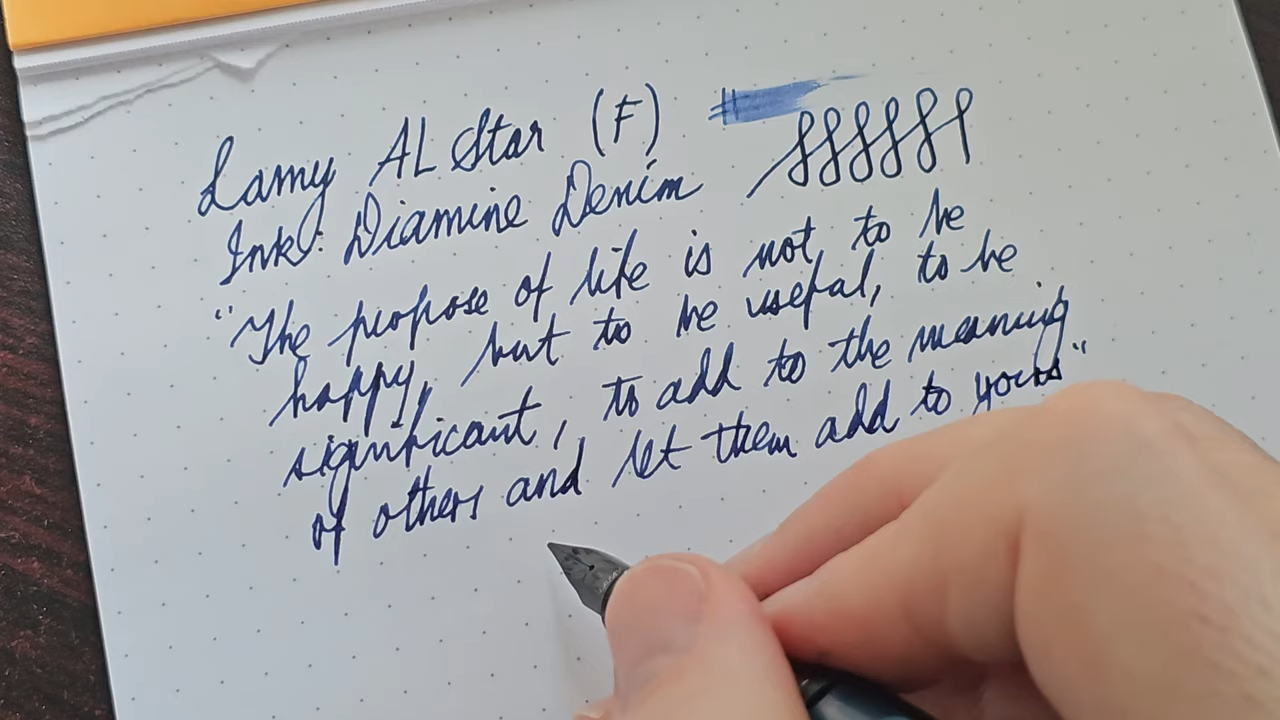 Lamy AL Star (F)
Ink: Diamine Denim
"The propose of life is not to be
happy, but to be useful, to be
significant, to add to the meaning
of others and let them add to yours"